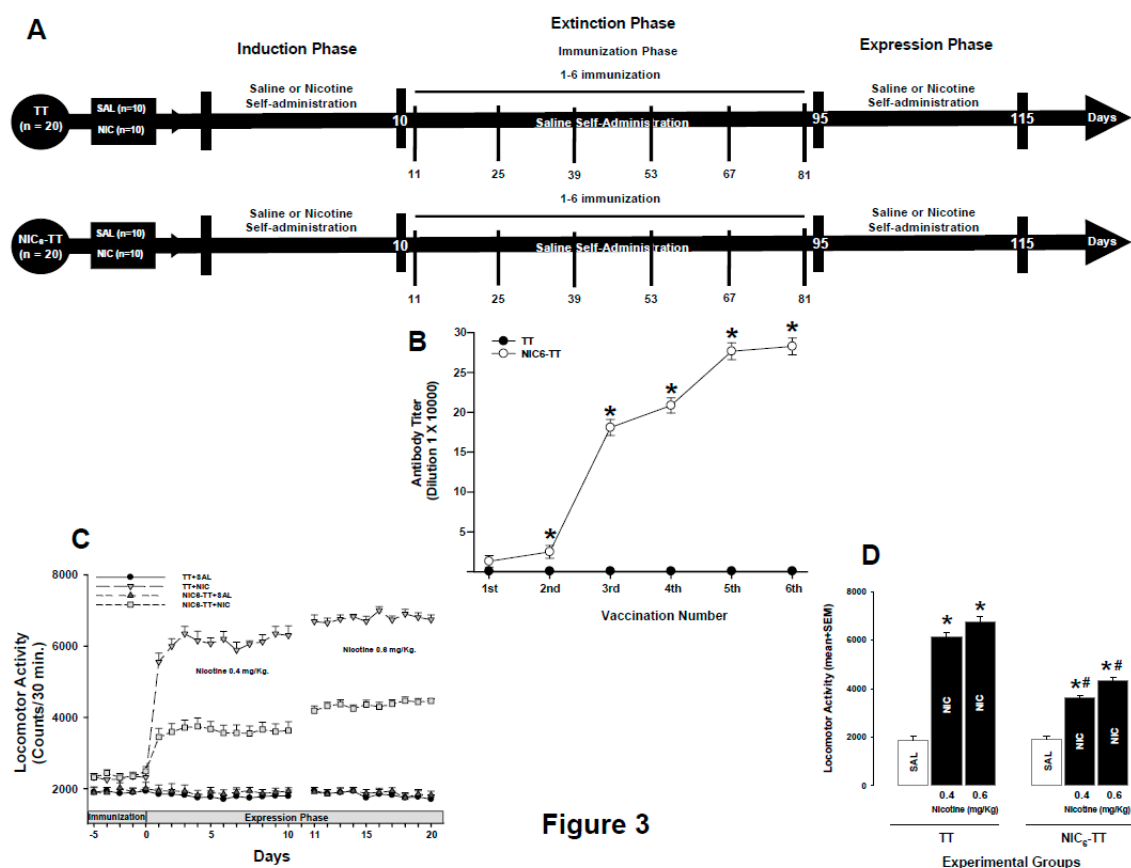 A
Extinction Phase
Induction Phase
Immunization Phase
Expression Phase
1-6 immunization
TT
(n = 20)
SAL (n=10)
NIC (n=10)
Saline or Nicotine
Self-administration
10
Saline Self-Administration
95
Saline or Nicotine
Self-administration
115
Days
11
25
39
53
67
81
1-6 immunization
NIC₆-TT
(n = 20)
SAL (n=10)
NIC (n=10)
Saline or Nicotine
Self-administration
10
Saline Self-Administration
95
Saline or Nicotine
Self-administration
115
Days
11
25
39
53
67
81
B
TT
NIC6-TT
Antibody Titer
(Dilution 1 X 10000)
30
25
20
15
10
5
* * * * *
1st 2nd 3rd 4th 5th 6th
Vaccination Number
C
TT+SAL
TT+NIC
NIC6-TT+SAL
NIC6-TT+NIC
Locomotor Activity
(Counts/30 min.)
8000
6000
4000
2000
Nicotine 0.4 mg/Kg.
Nicotine 0.6 mg/Kg.
Immunization
Expression Phase
-5 0 5 10 11 15 20
Days
D
Locomotor Activity (mean+SEM)
8000
6000
4000
2000
0
* * *# *#
SAL NIC NIC SAL NIC NIC
0.4 0.6 0.4 0.6
Nicotine (mg/Kg) Nicotine (mg/Kg)
TT NIC₆-TT
Experimental Groups
Figure 3